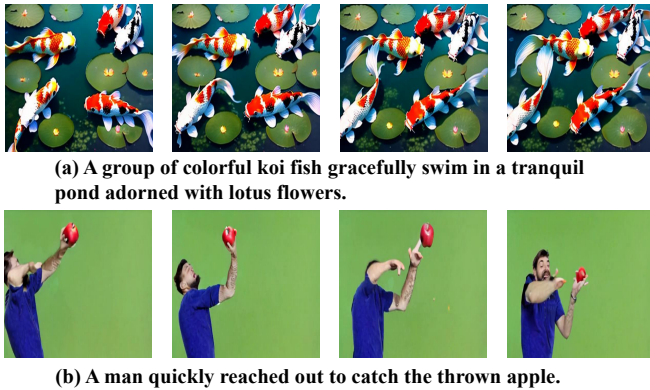 (a) A group of colorful koi fish gracefully swim in a tranquil
pond adorned with lotus flowers.
(b) A man quickly reached out to catch the thrown apple.